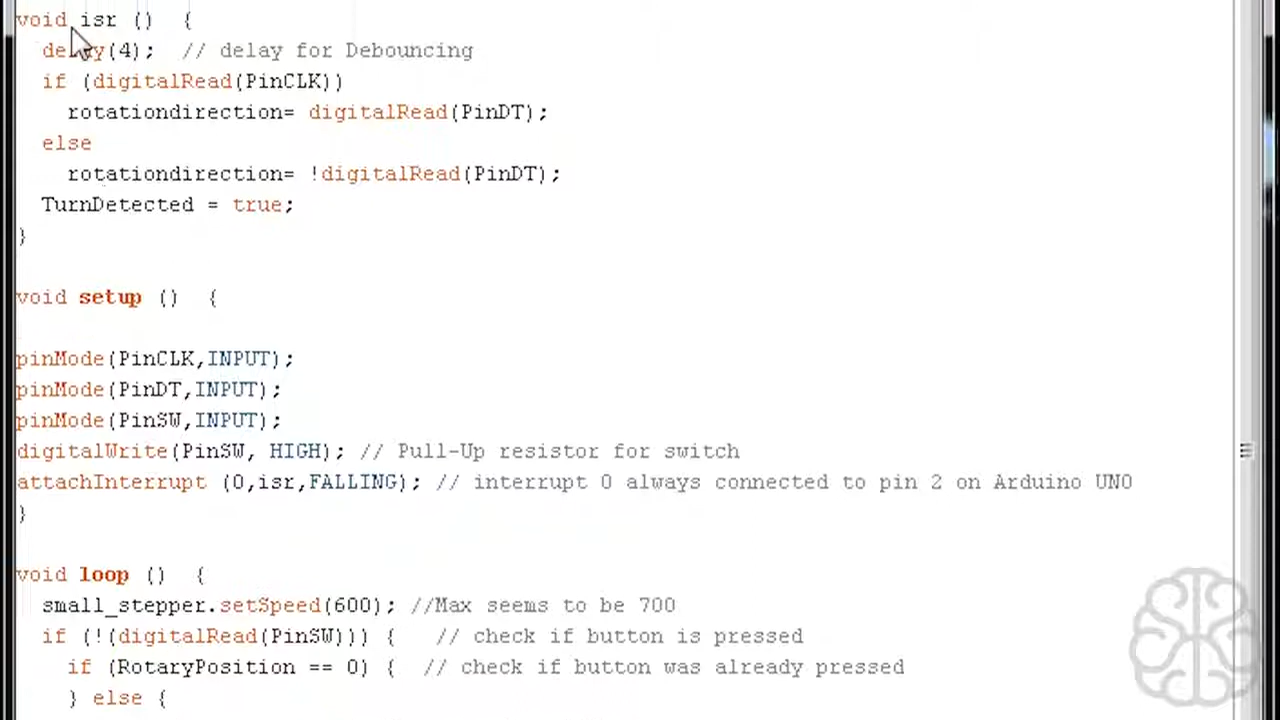 void isr ()  {
delay(4);  // delay for Debouncing
if (digitalRead(PinCLK))
rotationdirection= digitalRead(PinDT);
else
rotationdirection= !digitalRead(PinDT);
TurnDetected = true;
}
void setup ()  {
pinMode(PinCLK,INPUT);
pinMode(PinDT,INPUT);
pinMode(PinSW,INPUT);
digitalWrite(PinSW, HIGH); // Pull-Up resistor for switch
attachInterrupt (0,isr,FALLING); // interrupt 0 always connected to pin 2 on Arduino UNO
}
void loop ()  {
small_stepper.setSpeed(600); //Max seems to be 700
if (!(digitalRead(PinSW))) {   // check if button is pressed
if (RotaryPosition == 0) {  // check if button was already pressed
} else {